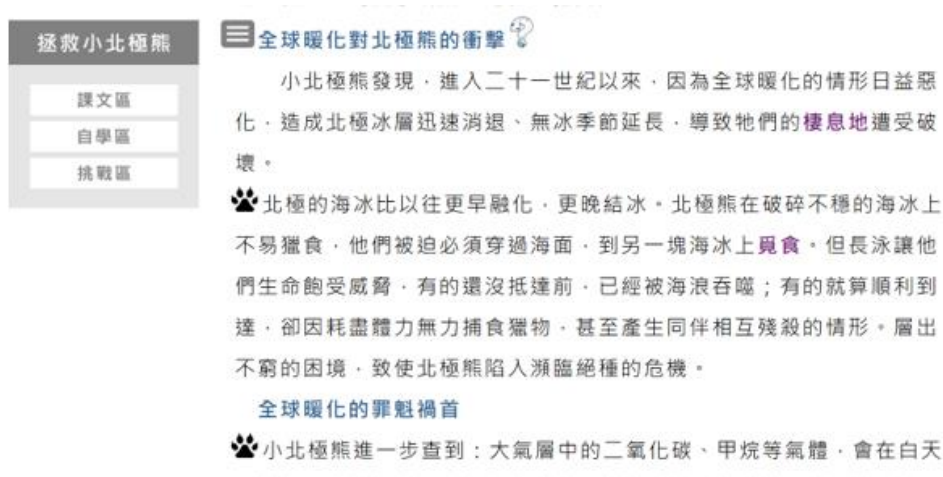 拯救小北極熊
課文區
自學區
挑戰區
全球暖化對北極熊的衝擊
小北極熊發現，進入二十一世紀以來，因為全球暖化的情形日益惡
化，造成北極冰層迅速消退、無冰季節延長，導致牠們的棲息地遭受破
壞。
北極的海冰比以往更早融化，更晚結冰。北極熊在破碎不穩的海冰上
不易獵食，他們被迫必須穿過海面，到另一塊海冰上覓食。但長泳讓他
們生命飽受威脅，有的還沒抵達前，已經被海浪吞噬；有的就算順利到
達，卻因耗盡體力無力捕食獵物，甚至產生同伴相互殘殺的情形。層出
不窮的困境，致使北極熊陷入瀕臨絕種的危機。
全球暖化的罪魁禍首
小北極熊進一步查到：大氣層中的二氧化碳、甲烷等氣體，會在白天